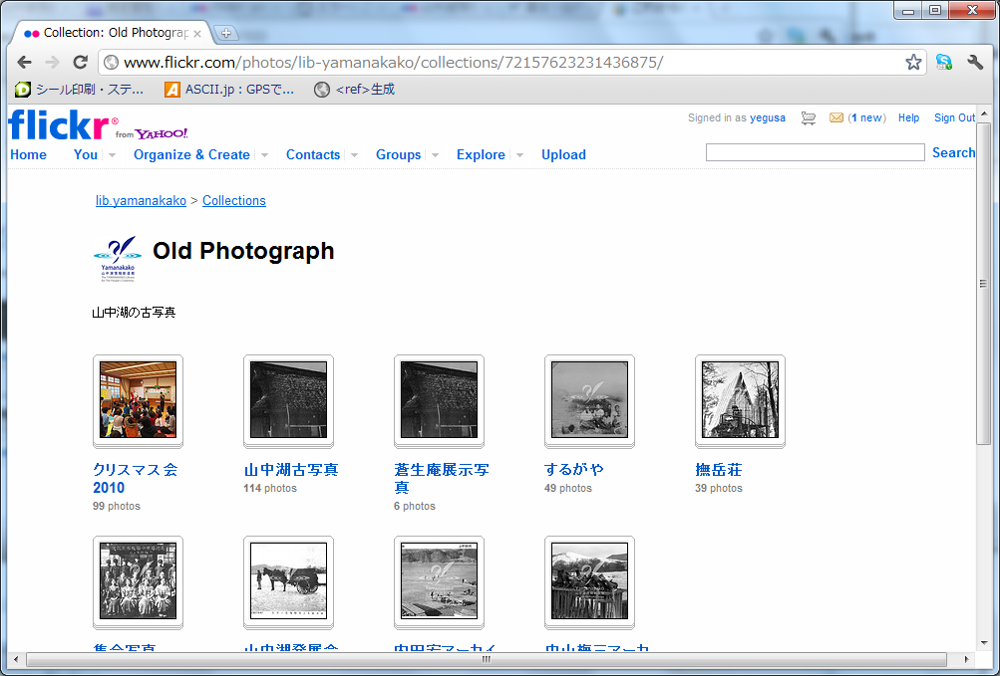 Collection: Old Photograp
www.flickr.com/photos/lib-yamanakako/collections/72157623231436875/
シール印刷・ステ... ASCII.jp：GPSで... <ref>生成
flickr® from YAHOO!
Signed in as yegusa (1 new) Help Sign Out
Home You Organize & Create Contacts Groups Explore Upload Search
lib.yamanakako > Collections
Yamanakako
Old Photograph
山中湖の古写真
クリスマス会2010
99 photos
山中湖古写真
114 photos
蒼生庵展示写真
6 photos
するがや
49 photos
撫岳荘
39 photos
集合写真
山中湖発展会
内田宏アーカイ
中山梅三アーカ